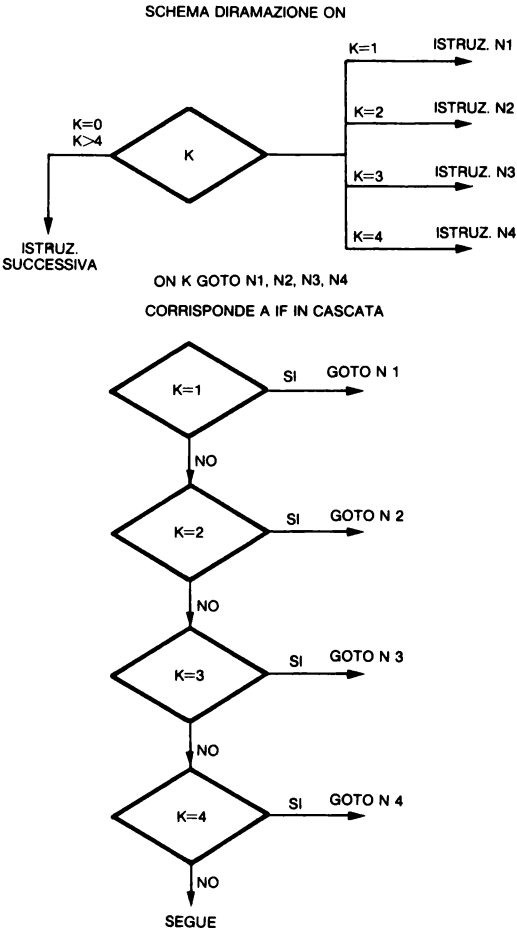 SCHEMA DIRAMAZIONE ON
K=1
ISTRUZ. N1
K=2
ISTRUZ. N2
K=0
K>4
K
K=3
ISTRUZ. N3
K=4
ISTRUZ. N4
ISTRUZ.
SUCCESSIVA
ON K GOTO N1, N2, N3, N4
CORRISPONDE A IF IN CASCATA
K=1
SI
GOTO N 1
NO
K=2
SI
GOTO N 2
NO
K=3
SI
GOTO N 3
NO
K=4
SI
GOTO N 4
NO
SEGUE